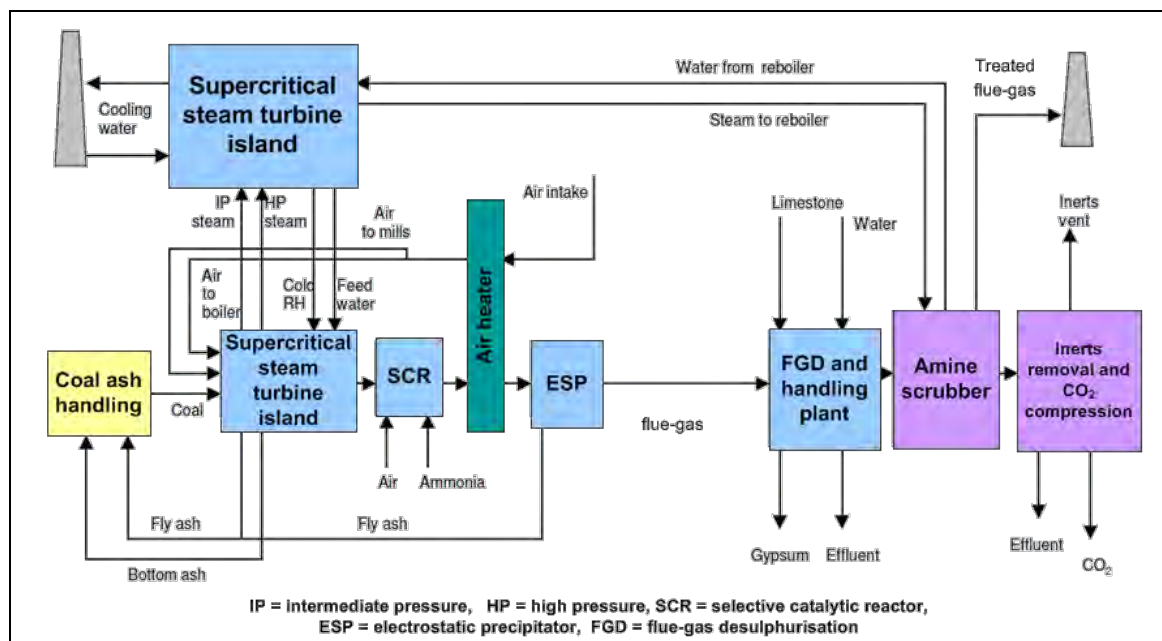 Supercritical
steam turbine
island
Cooling
water
Water from reboiler
Steam to reboiler
Treated
flue-gas
IP
steam
HP
steam
Air
to mills
Air intake
Limestone
Water
Inerts
vent
Air
to
boiler
Cold
RH
Feed
water
Air heater
Coal ash
handling
Coal
Supercritical
steam
turbine
island
SCR
ESP
flue-gas
FGD and
handling
plant
Amine
scrubber
Inerts
removal and
CO₂
compression
Air
Ammonia
Fly ash
Fly ash
Bottom ash
Gypsum
Effluent
Effluent
CO₂
IP = intermediate pressure, HP = high pressure, SCR = selective catalytic reactor,
ESP = electrostatic precipitator, FGD = flue-gas desulphurisation